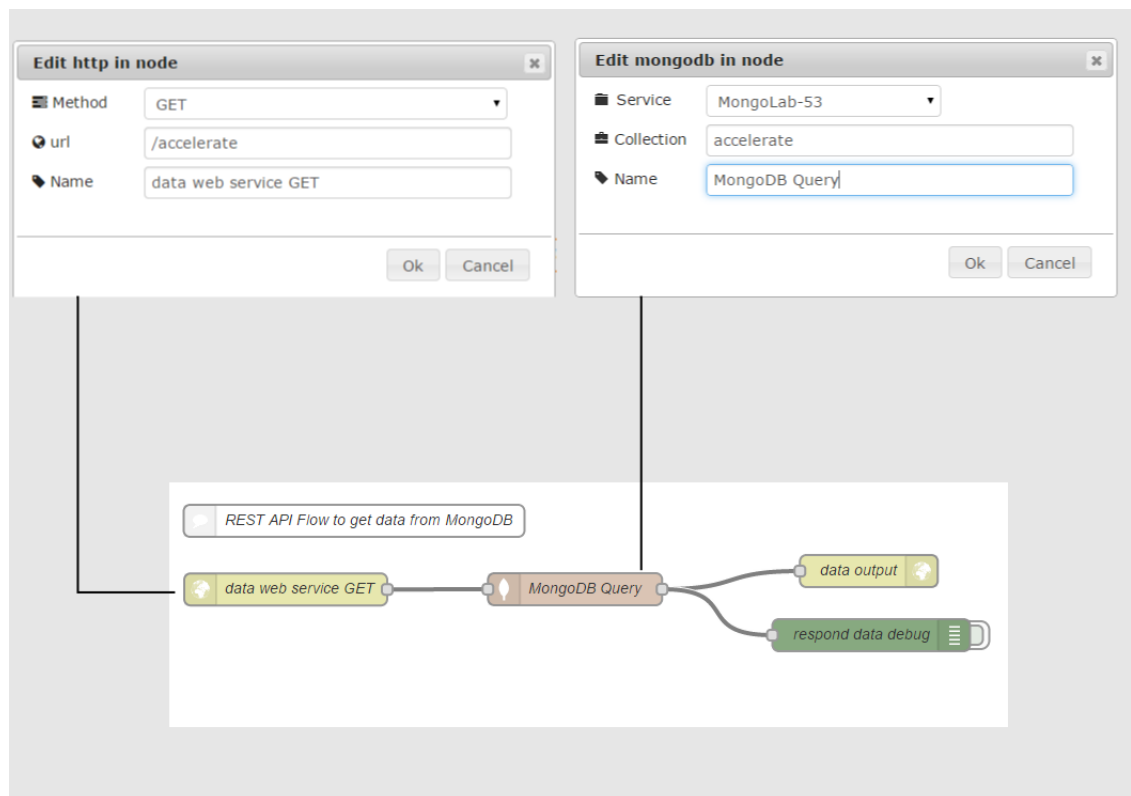 Edit http in node
Method GET
url /accelerate
Name data web service GET
Ok Cancel
Edit mongodb in node
Service MongoLab-53
Collection accelerate
Name MongoDB Query
Ok Cancel
REST API Flow to get data from MongoDB
data web service GET
MongoDB Query
data output
respond data debug